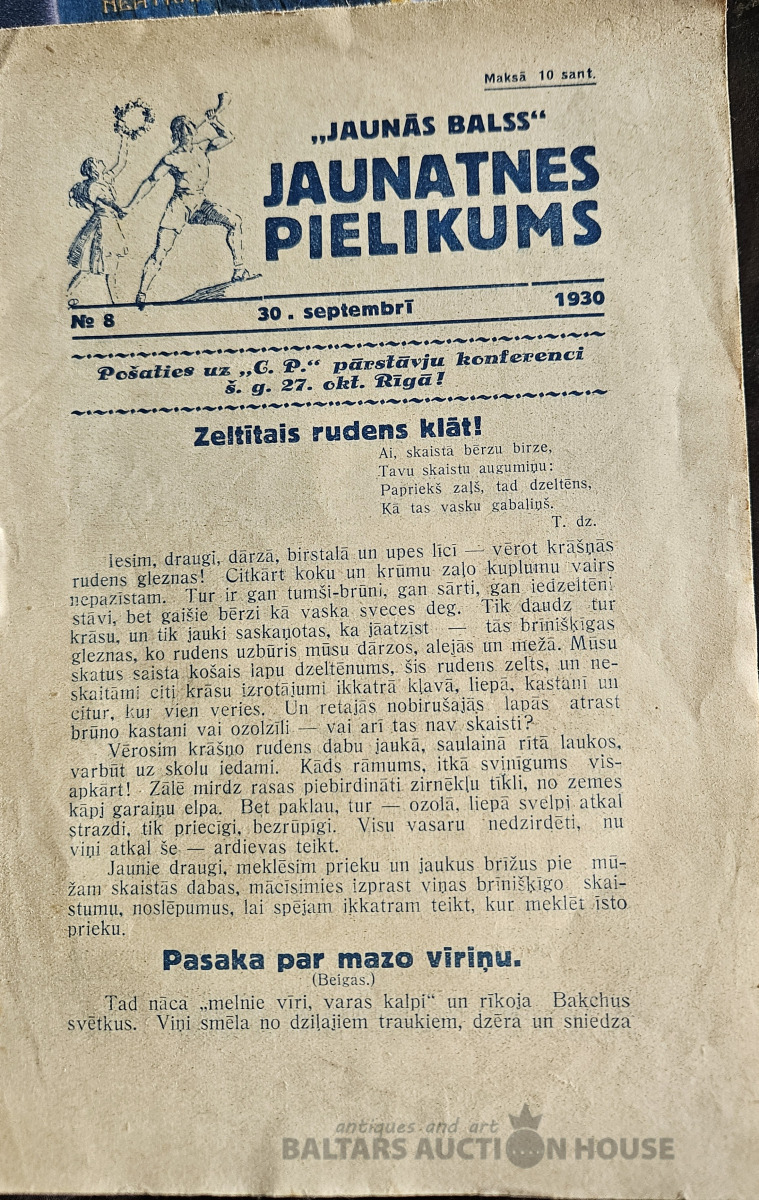 Maksā 10 sant.
„JAUNĀS BALSS“
JAUNATNES
PIELIKUMS
№ 8 30. septembrī 1930
Pošaties uz „C. P.“ pārstāvju konferenci
š. g. 27. okt. Rīgā!
Zeltītais rudens klāt!
Ai, skaistā bērzu birze,
Tavu skaistu augumiņu:
Papriekš zaļš, tad dzeltēns,
Kā tas vasku gabaliņš.
T. dz.
Iesim, draugi, dārzā, birstalā un upes līcī — vērot krāšņās
rudens gleznas! Citkārt koku un krūmu zaļo kuplumu vairs
nepazīstam. Tur ir gan tumši-brūni, gan sārti, gan iedzeltēni
stāvi, bet gaišie bērzi kā vaska sveces deg. Tik daudz tur
krāsu, un tik jauki saskaņotas, ka jāatzīst — tās brīnišķīgas
gleznas, ko rudens uzbūris mūsu dārzos, alejās un mežā. Mūsu
skatus saista košais lapu dzeltēnums, šis rudens zelts, un ne-
skaitāmi citi krāsu izrotājumi ikkatrā kļavā, liepā, kastanī un
citur, kur vien veries. Un retajās nobirušajās lapās atrast
brūno kastani vai ozolzīli — vai arī tas nav skaisti?
Vērosim krāšņo rudens dabu jaukā, saulainā rītā laukos,
varbūt uz skolu iedami. Kāds rāmums, itkā svinīgums vis-
apkārt! Zālē mirdz rasas piebirdināti zirnēkļu tīkli, no zemes
kāpj garaiņu elpa. Bet paklau, tur — ozolā, liepā svelpj atkal
strazdi, tik priecīgi, bezrūpīgi. Visu vasaru nedzirdēti, nu
viņi atkal še — ardievas teikt.
Jaunie draugi, meklēsim prieku un jaukus brīžus pie mū-
žam skaistās dabas, mācīsimies izprast viņas brīnišķīgo skai-
stumu, noslēpumus, lai spējam ikkatram teikt, kur meklēt īsto
prieku.
Pasaka par mazo vīriņu.
(Beigas.)
Tad nāca „melnie vīri, varas kalpi“ un rīkoja Bakchus
svētkus. Viņi smēla no dziļajiem traukiem, dzēra un sniedza
antiques and art
BALTARS AUCTION HOUSE